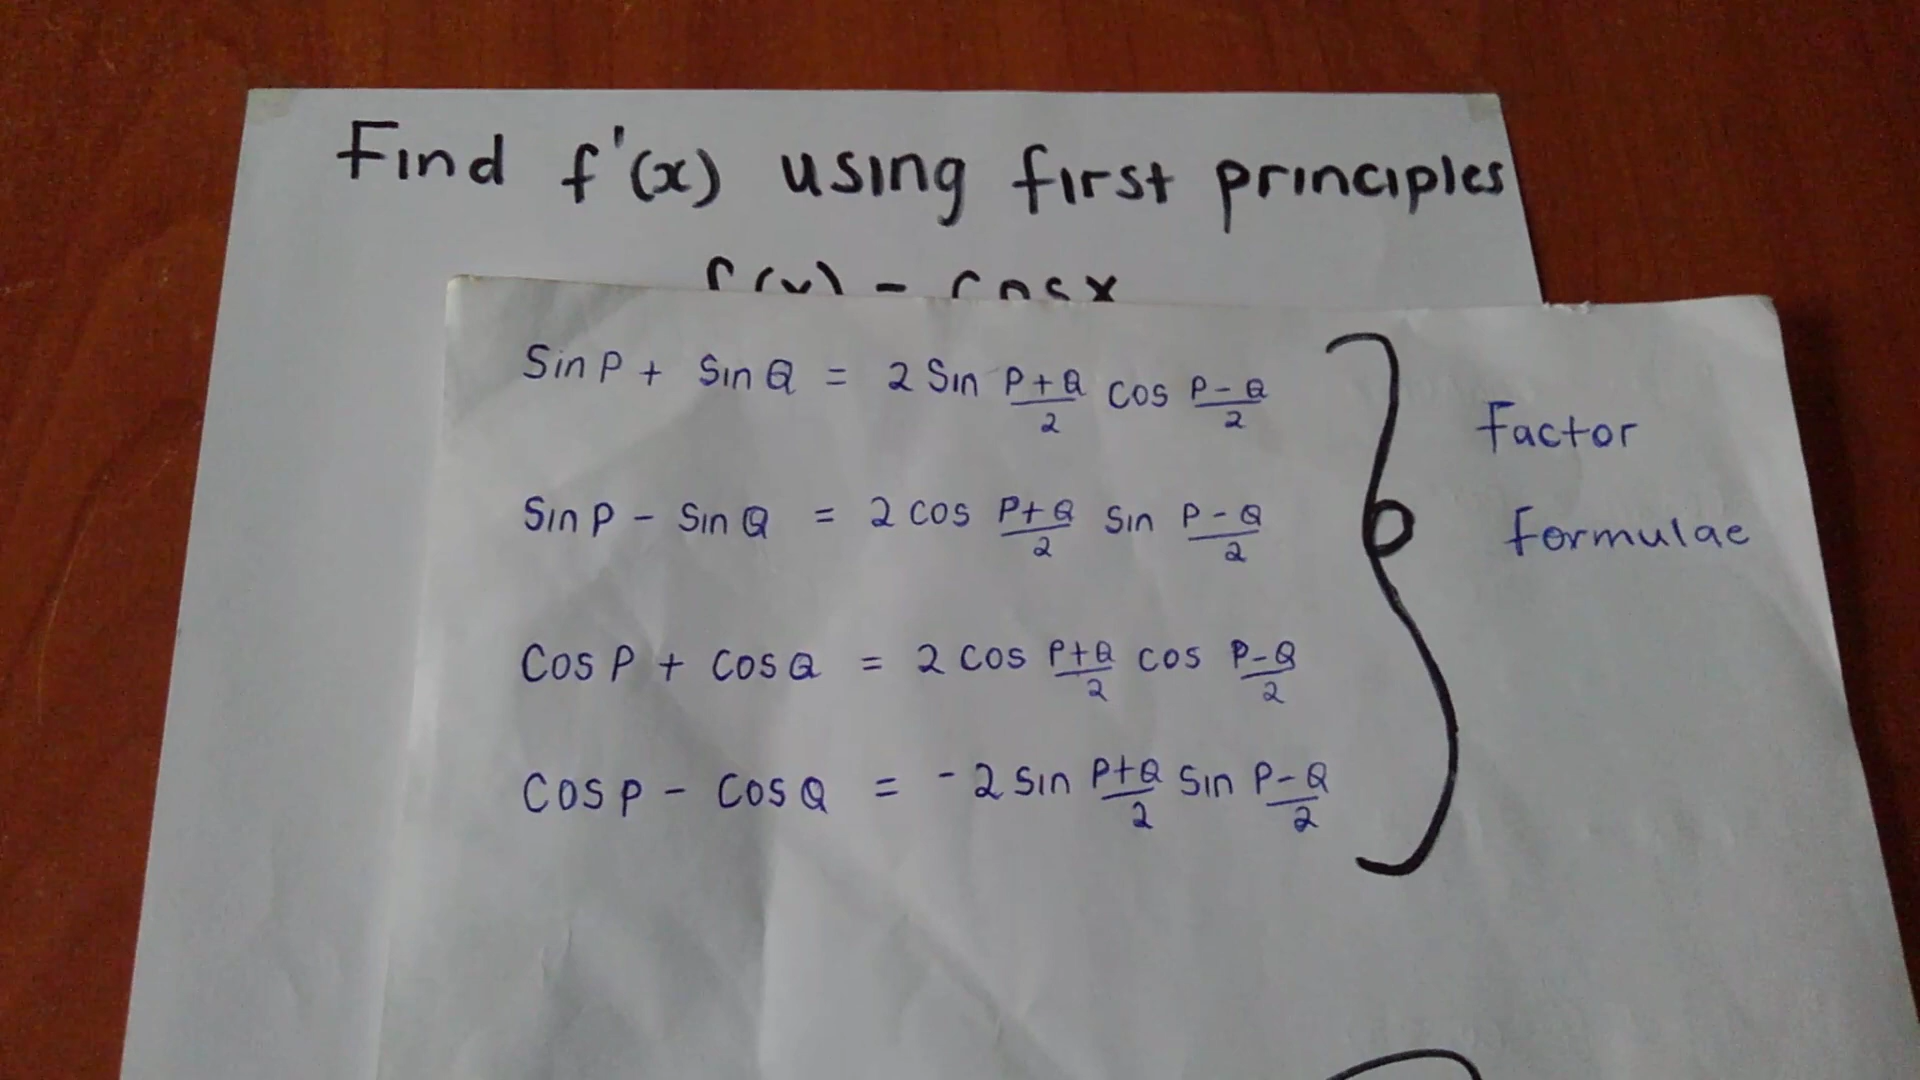 Find f'(x) using first principles
f(x) = cosx
Sin P + Sin Q = 2 Sin P+Q/2 cos P-Q/2
Sin P - Sin Q = 2 cos P+Q/2 sin P-Q/2
Cos P + Cos Q = 2 cos P+Q/2 cos P-Q/2
Cos P - Cos Q = -2 sin P+Q/2 sin P-Q/2
Factor
formulae